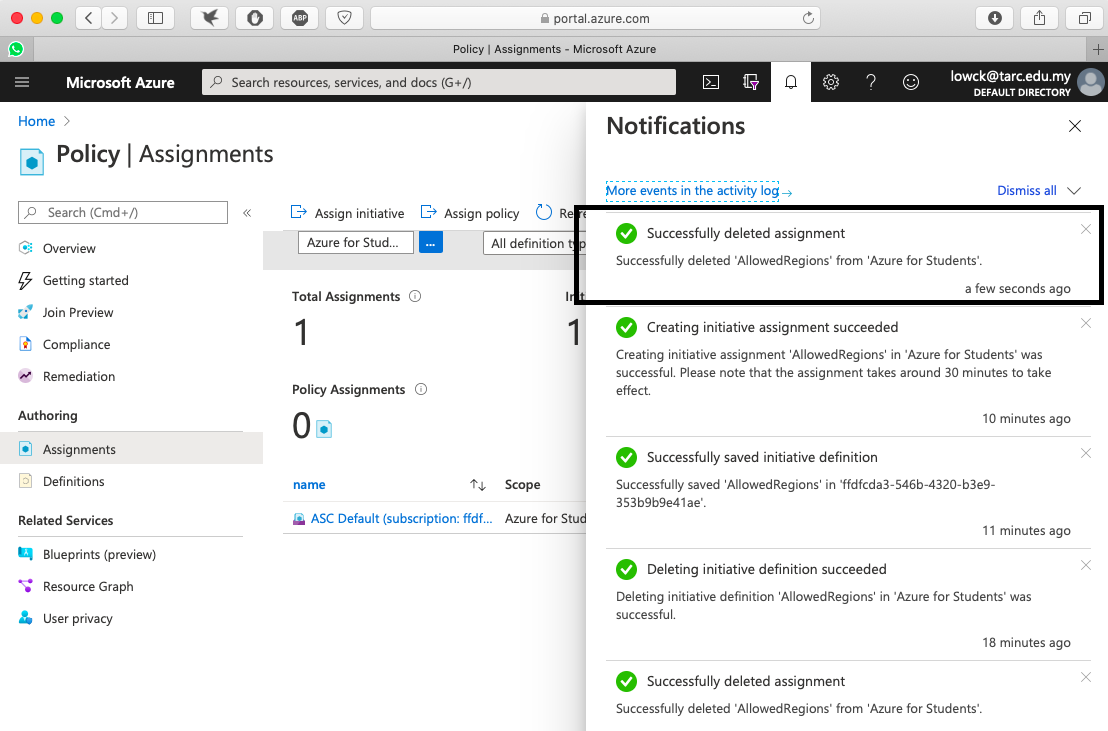 portal.azure.com
ABP
Policy | Assignments - Microsoft Azure
Microsoft Azure
Search resources, services, and docs (G+/)
lowck@tarc.edu.my
DEFAULT DIRECTORY
Home
Policy | Assignments
Search (Cmd+/)
«
Overview
Getting started
Join Preview
Compliance
Remediation
Authoring
Assignments
Definitions
Related Services
Blueprints (preview)
Resource Graph
User privacy
Assign initiative
Assign policy
Azure for Stud...
...
All definition typ
Total Assignments
1
1
Policy Assignments
0
name
Scope
ASC Default (subscription: ffdf...
Azure for Stud
Notifications
More events in the activity log →
Dismiss all
Successfully deleted assignment
Successfully deleted 'AllowedRegions' from 'Azure for Students'.
a few seconds ago
Creating initiative assignment succeeded
Creating initiative assignment 'AllowedRegions' in 'Azure for Students' was
successful. Please note that the assignment takes around 30 minutes to take
effect.
10 minutes ago
Successfully saved initiative definition
Successfully saved 'AllowedRegions' in 'ffdfcda3-546b-4320-b3e9-
353b9b9e41ae'.
11 minutes ago
Deleting initiative definition succeeded
Deleting initiative definition 'AllowedRegions' in 'Azure for Students' was
successful.
18 minutes ago
Successfully deleted assignment
Successfully deleted 'AllowedRegions' from 'Azure for Students'.